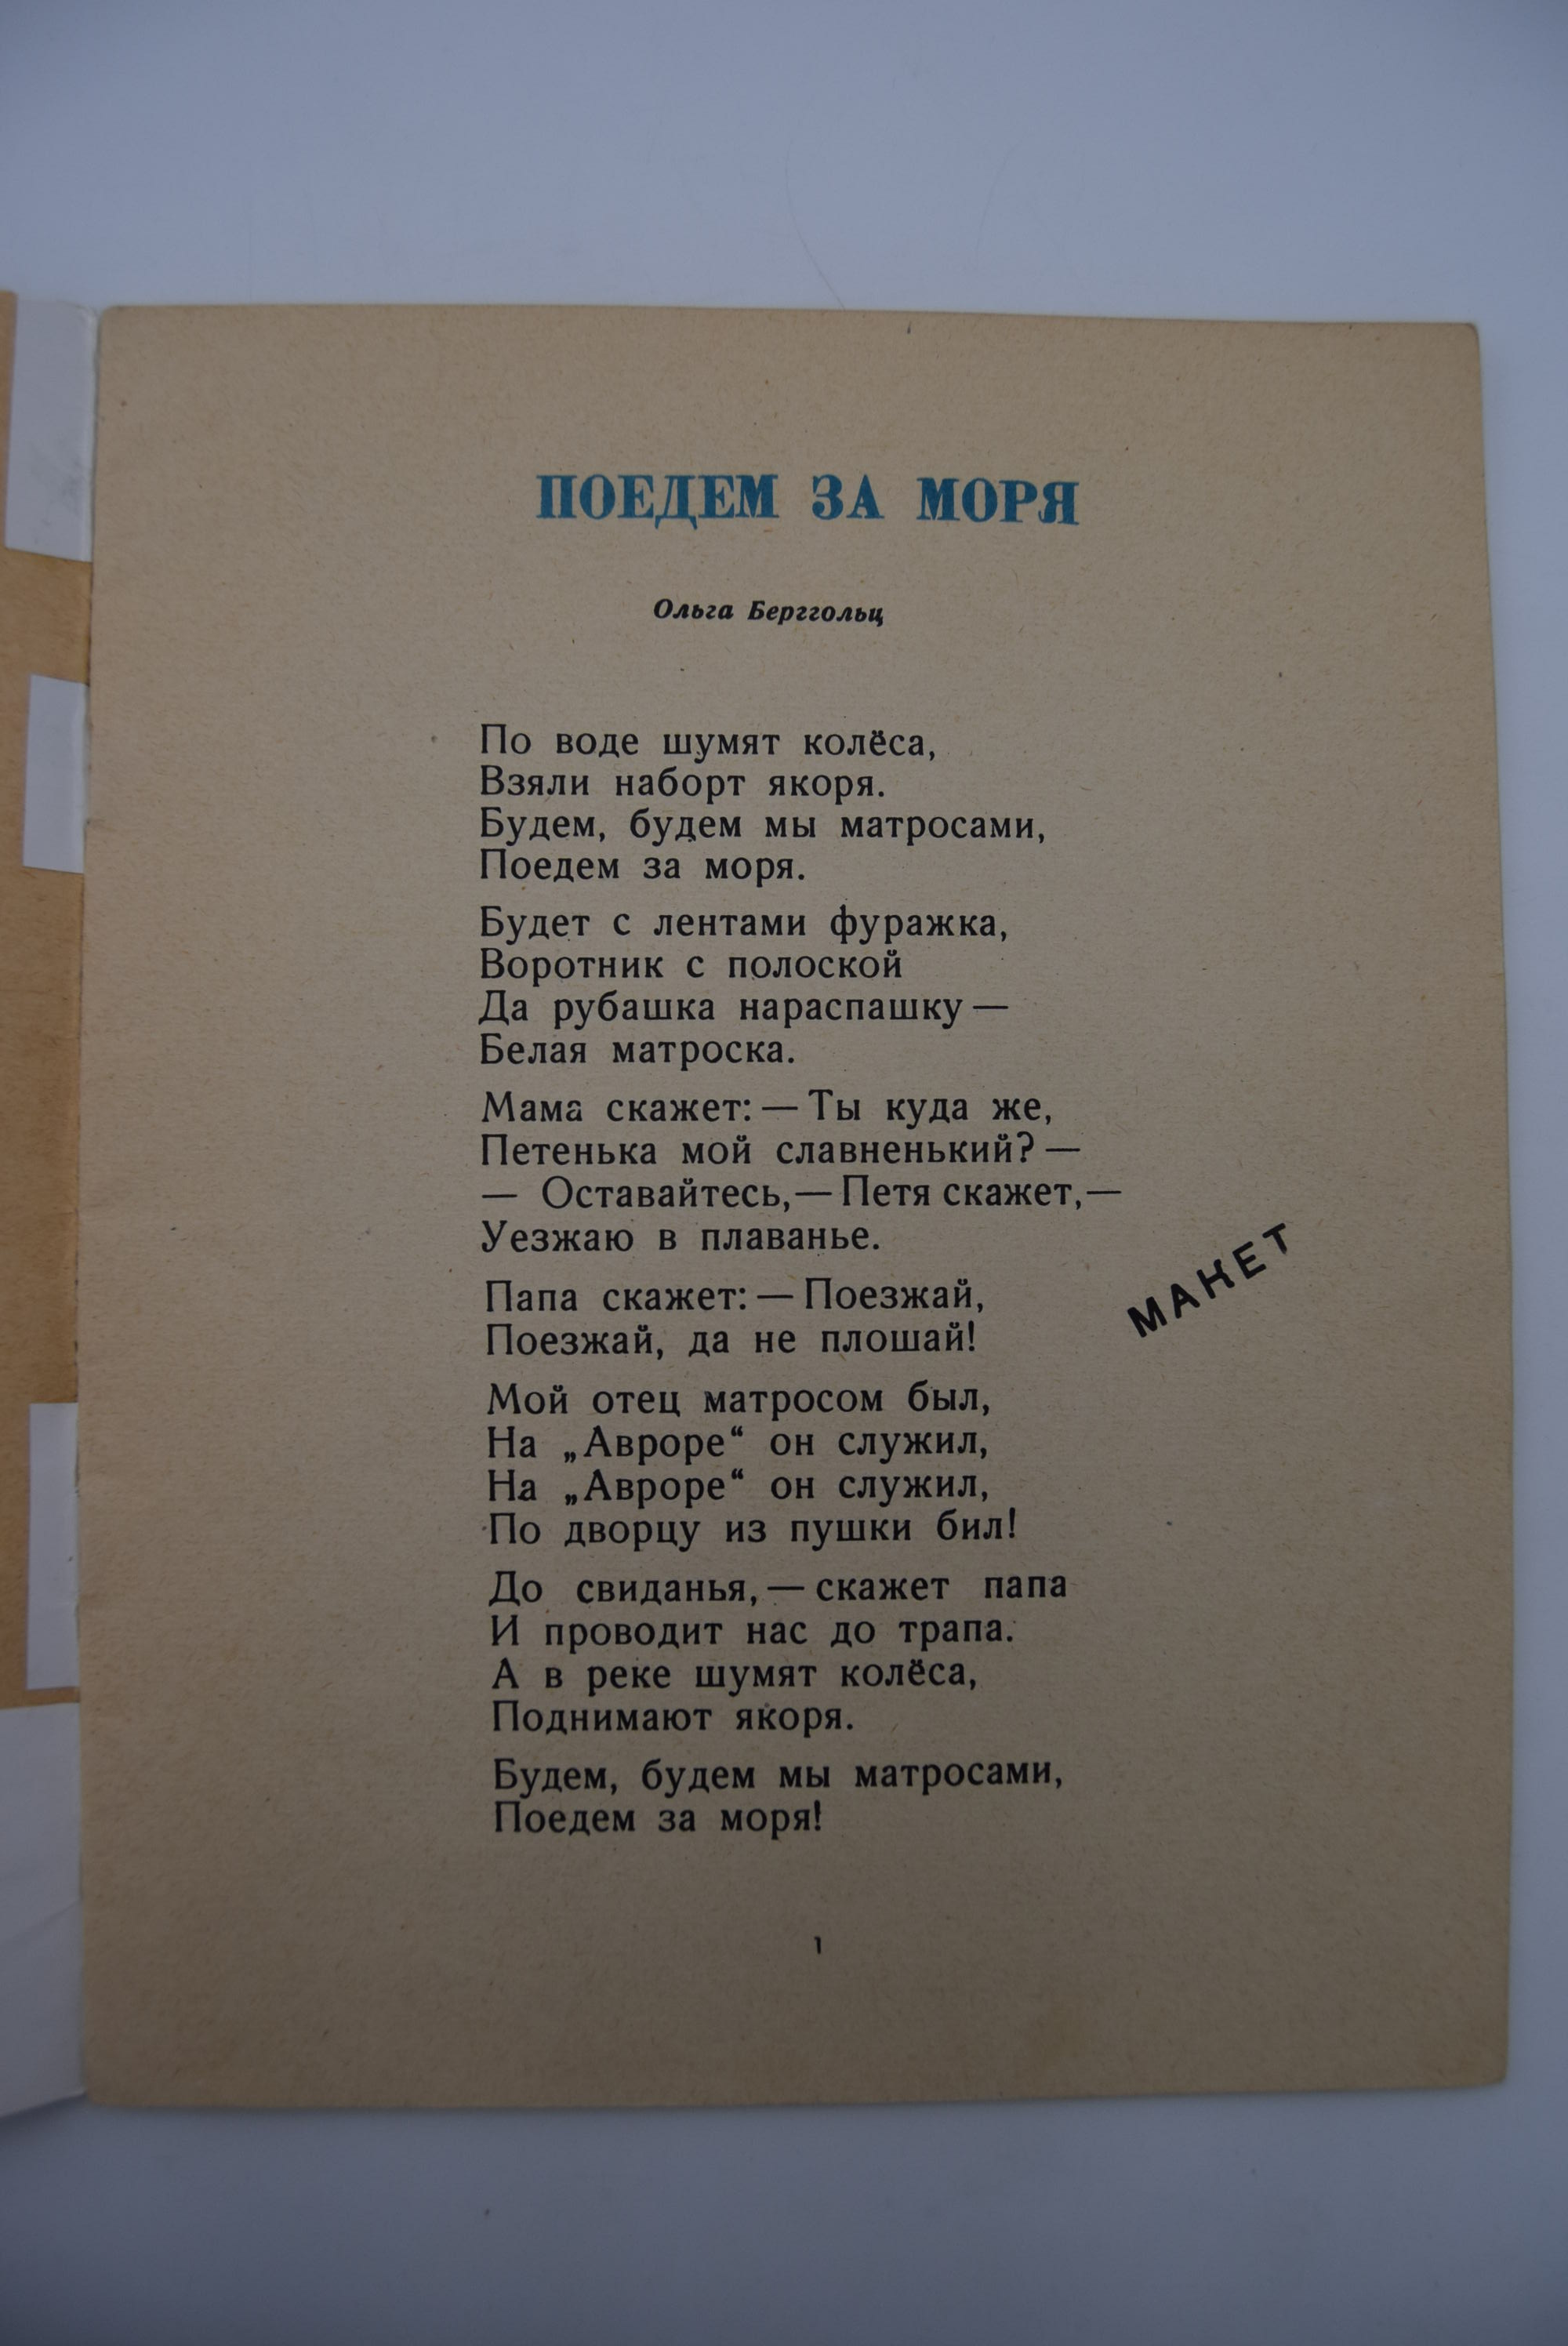 ПОЕДЕМ ЗА МОРЯ
Ольга Берггольц
По воде шумят колёса,
Взяли наборт якоря.
Будем, будем мы матросами,
Поедем за моря.
Будет с лентами фуражка,
Воротник с полоской
Да рубашка нараспашку —
Белая матроска.
Мама скажет: — Ты куда же,
Петенька мой славненький? —
— Оставайтесь, — Петя скажет, —
Уезжаю в плаванье.
Папа скажет: — Поезжай,
Поезжай, да не плошай!
Мой отец матросом был,
На „Авроре“ он служил,
На „Авроре“ он служил,
По дворцу из пушки бил!
До свиданья, — скажет папа
И проводит нас до трапа.
А в реке шумят колёса,
Поднимают якоря.
Будем, будем мы матросами,
Поедем за моря!
МАКЕТ
1